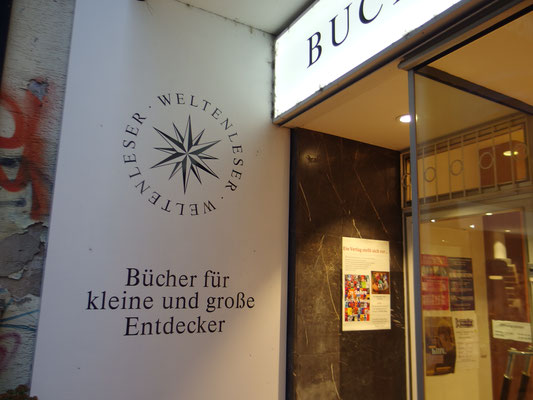 BUC
WELTENLESER · WELTENLESER · WELTENLESER ·
Bücher für
kleine und große
Entdecker